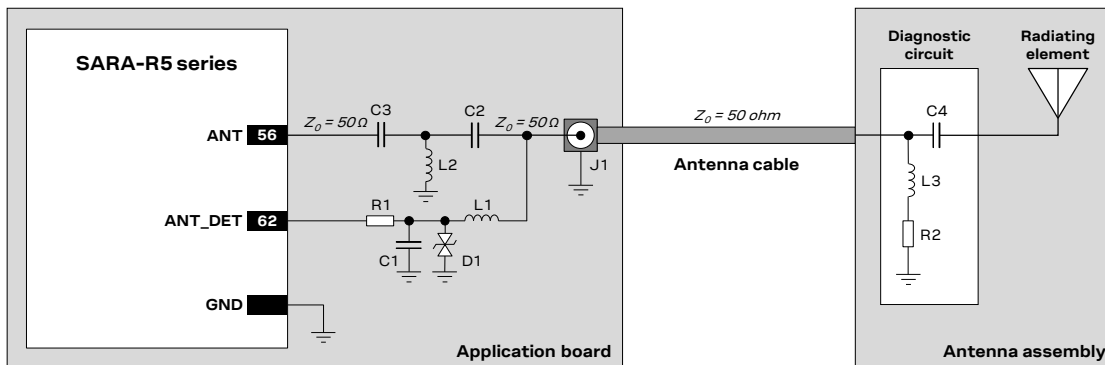 SARA-R5 series
ANT 56
Z₀ = 50 Ω
C3
C2
Z₀ = 50 Ω
L2
J1
ANT_DET 62
R1
L1
C1
D1
GND
Application board
Z₀ = 50 ohm
Antenna cable
Diagnostic
circuit
Radiating
element
C4
L3
R2
Antenna assembly